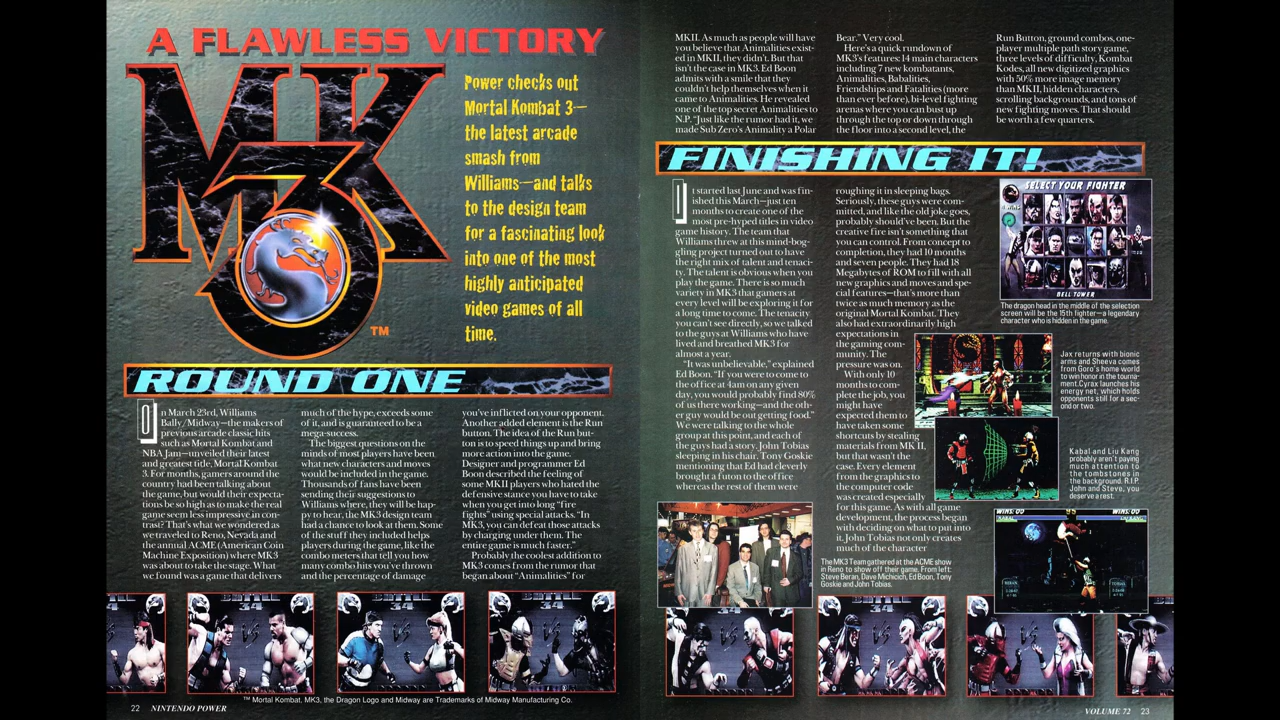 A FLAWLESS VICTORY
MK
3
TM
Power checks out
Mortal Kombat 3—
the latest arcade
smash from
Williams—and talks
to the design team
for a fascinating look
into one of the most
highly anticipated
video games of all
time.
ROUND ONE
On March 23rd, Williams
Bally/Midway—the makers of
previous arcade classic hits
such as Mortal Kombat and
NBA Jam—unveiled their latest
and greatest title, Mortal Kombat
3. For months, gamers around the
country had been talking about
the game, but would their expecta-
tions be so high as to make the real
game seem less impressive in con-
trast? That's what we wondered as
we traveled to Reno, Nevada and
the annual ACME (American Coin
Machine Exposition) where MK3
was about to take the stage. What
we found was a game that delivers
much of the hype, exceeds some
of it, and is guaranteed to be a
mega-success.
The biggest questions on the
minds of most players have been
what new characters and moves
would be included in the game.
Thousands of fans have been
sending their suggestions to
Williams where, they will be hap-
py to hear, the MK3 design team
had a chance to look at them. Some
of the stuff they included helps
players during the game, like the
combo meters that tell you how
many combo hits you've thrown
and the percentage of damage
you've inflicted on your opponent.
Another added element is the Run
button. The idea of the Run but-
ton is to speed things up and bring
more action into the game.
Designer and programmer Ed
Boon described the feeling of
some MKII players who hated the
defensive stance you have to take
when you get into long "fire
fights" using special attacks. "In
MK3, you can defeat those attacks
by charging under them. The
entire game is much faster."
Probably the coolest addition to
MK3 comes from the rumor that
began about "Animalities" for
BATTLE
34
VS
BATTLE
34
VS
BATTLE
34
VS
™ Mortal Kombat, MK3, the Dragon Logo and Midway are Trademarks of Midway Manufacturing Co.
22 NINTENDO POWER
MKII. As much as people will have
you believe that Animalities exist-
ed in MKII, they didn't. But that
isn't the case in MK3. Ed Boon
admits with a smile that they
couldn't help themselves when it
came to Animalities. He revealed
one of the top secret Animalities to
N.P. "Just like the rumor had it, we
made Sub Zero's Animality a Polar
Bear." Very cool.
Here's a quick rundown of
MK3's features: 14 main characters
including 7 new kombatants,
Animalities, Babalities,
Friendships and Fatalities (more
than ever before), bi-level fighting
arenas where you can bust up
through the top or down through
the floor into a second level, the
Run Button, ground combos, one-
player multiple path story game,
three levels of difficulty, Kombat
Kodes, all new digitized graphics
with 50% more image memory
than MKII, hidden characters,
scrolling backgrounds, and tons of
new fighting moves. That should
be worth a few quarters.
FINISHING IT!
It started last June and was fin-
ished this March—just ten
months to create one of the
most pre-hyped titles in video
game history. The team that
Williams threw at this mind-bog-
gling project turned out to have
the right mix of talent and tenaci-
ty. The talent is obvious when you
play the game. There is so much
variety in MK3 that gamers at
every level will be exploring it for
a long time to come. The tenacity
you can't see directly, so we talked
to the guys at Williams who have
lived and breathed MK3 for
almost a year.
"It was unbelievable," explained
Ed Boon. "If you were to come to
the office at 4am on any given
day, you would probably find 80%
of us there working—and the oth-
er guy would be out getting food."
We were talking to the whole
group at this point, and each of
the guys had a story. John Tobias
sleeping in his chair. Tony Goskie
mentioning that Ed had cleverly
brought a futon to the office
whereas the rest of them were
roughing it in sleeping bags.
Seriously, these guys were com-
mitted, and like the old joke goes,
probably should've been. But the
creative fire isn't something that
you can control. From concept to
completion, they had 10 months
and seven people. They had 18
Megabytes of ROM to fill with all
new graphics and moves and spe-
cial features—that's more than
twice as much memory as the
original Mortal Kombat. They
also had extraordinarily high
expectations in
the gaming com-
munity. The
pressure was on.
With only 10
months to com-
plete the job, you
might have
expected them to
have taken some
shortcuts by stealing
materials from MK II,
but that wasn't the
case. Every element
from the graphics to
the computer code
was created especially
for this game. As with all game
development, the process began
with deciding on what to put into
it. John Tobias not only creates
much of the character
SELECT YOUR FIGHTER
BELL TOWER
The dragon head in the middle of the selection
screen will be the 15th fighter—a legendary
character who is hidden in the game.
Jax returns with bionic
arms and Sheeva comes
from Goro's home world
to win honor in the tourna-
ment. Cyrax launches his
energy net, which holds
opponents still for a sec-
ond or two.
Kabal and Liu Kang
probably aren't paying
much attention to
the tombstones in
the background. R.I.P.
John and Steve, you
deserve a rest.
WINS: 00
95
WINS: 00
KABAL
The MK3 Team gathered at the ACME show
in Reno to show off their game. From left:
Steve Beran, Dave Michicich, Ed Boon, Tony
Goskie and John Tobias.
BATTLE
34
VS
BATTLE
34
VS
BATTLE
34
VS
VOLUME 72 23